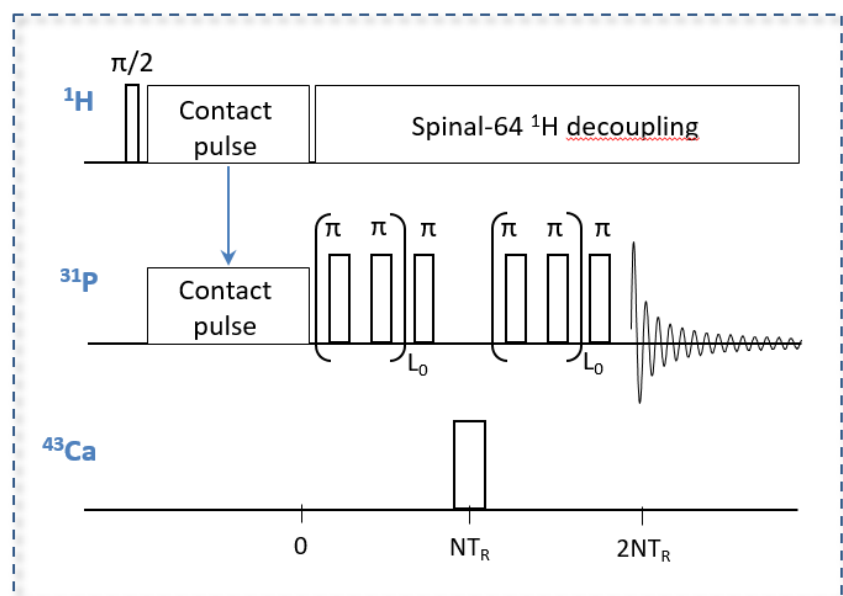 π/2
¹H
Contact
pulse
Spinal-64 ¹H decoupling
π π π π π π
³¹P
Contact
pulse
L₀ L₀
⁴³Ca
0 NTR 2NTR